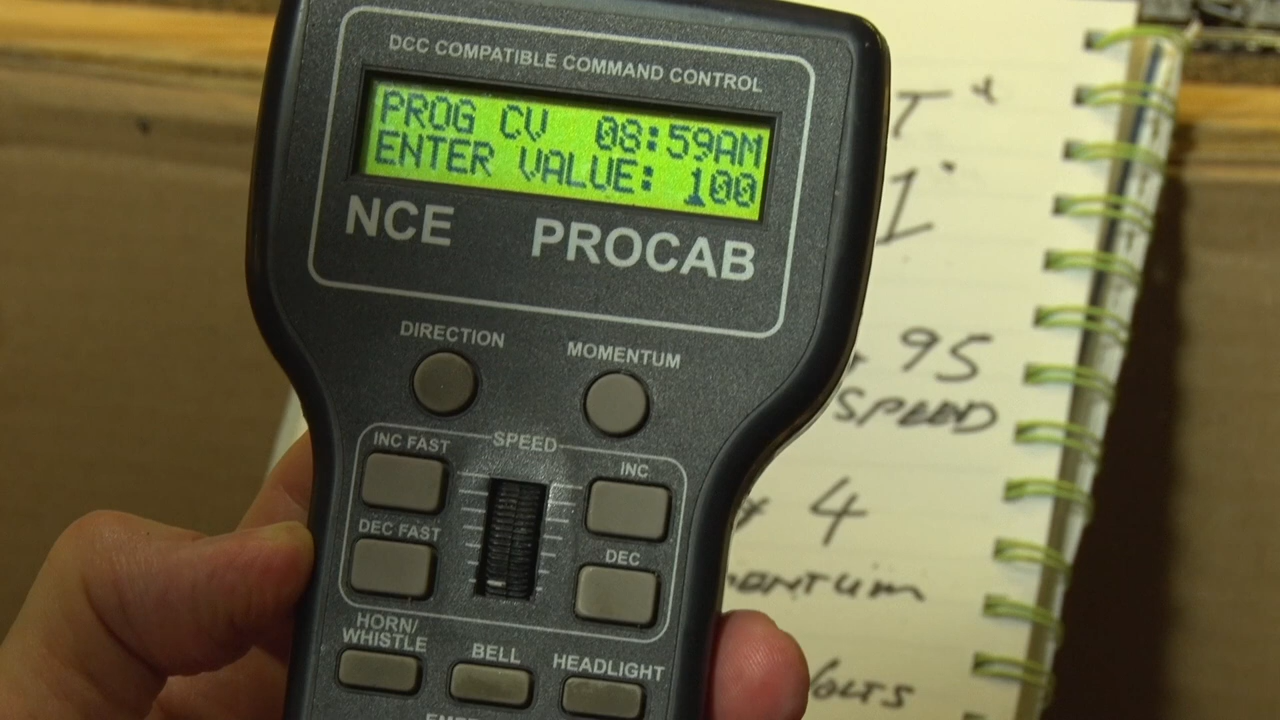 DCC COMPATIBLE COMMAND CONTROL
PROG CV 08:59AM
ENTER VALUE: 100
NCE PROCAB
DIRECTION
MOMENTUM
INC FAST
SPEED
INC
DEC FAST
DEC
HORN/
WHISTLE
BELL
HEADLIGHT
95
SPEED
4